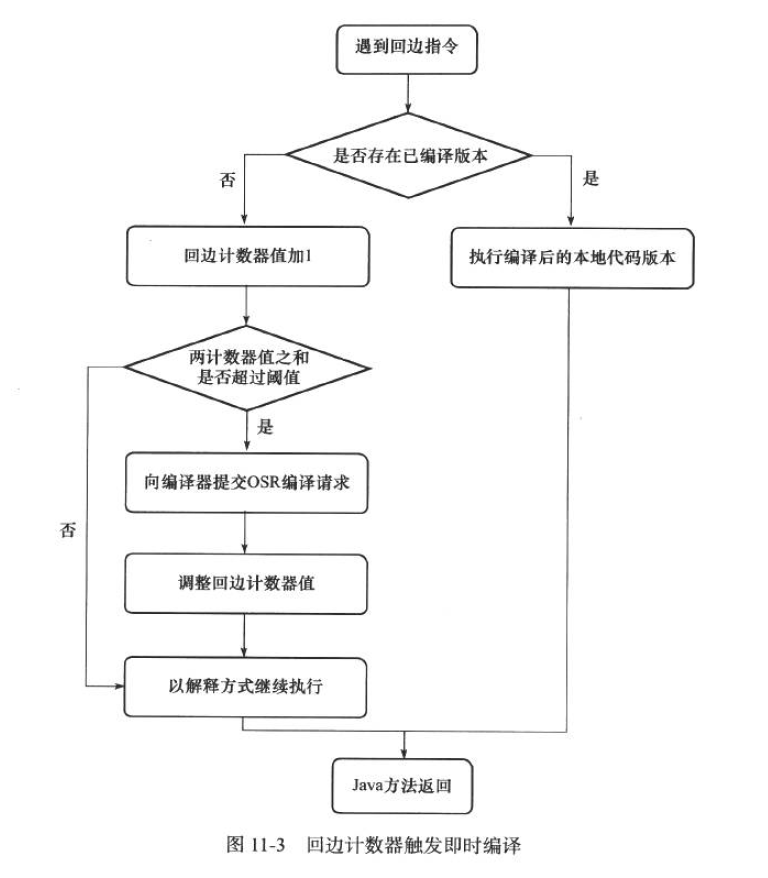 遇到回边指令
是否存在已编译版本
否
是
回边计数器值加1
执行编译后的本地代码版本
两计数器值之和
是否超过阈值
是
向编译器提交OSR编译请求
否
调整回边计数器值
以解释方式继续执行
Java方法返回
图 11-3 回边计数器触发即时编译